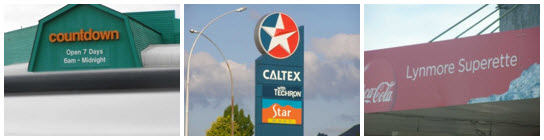 countdown
Open 7 Days
6am - Midnight
CALTEX
with
TECHRON
Star
Lynmore Superette
Coca-Cola